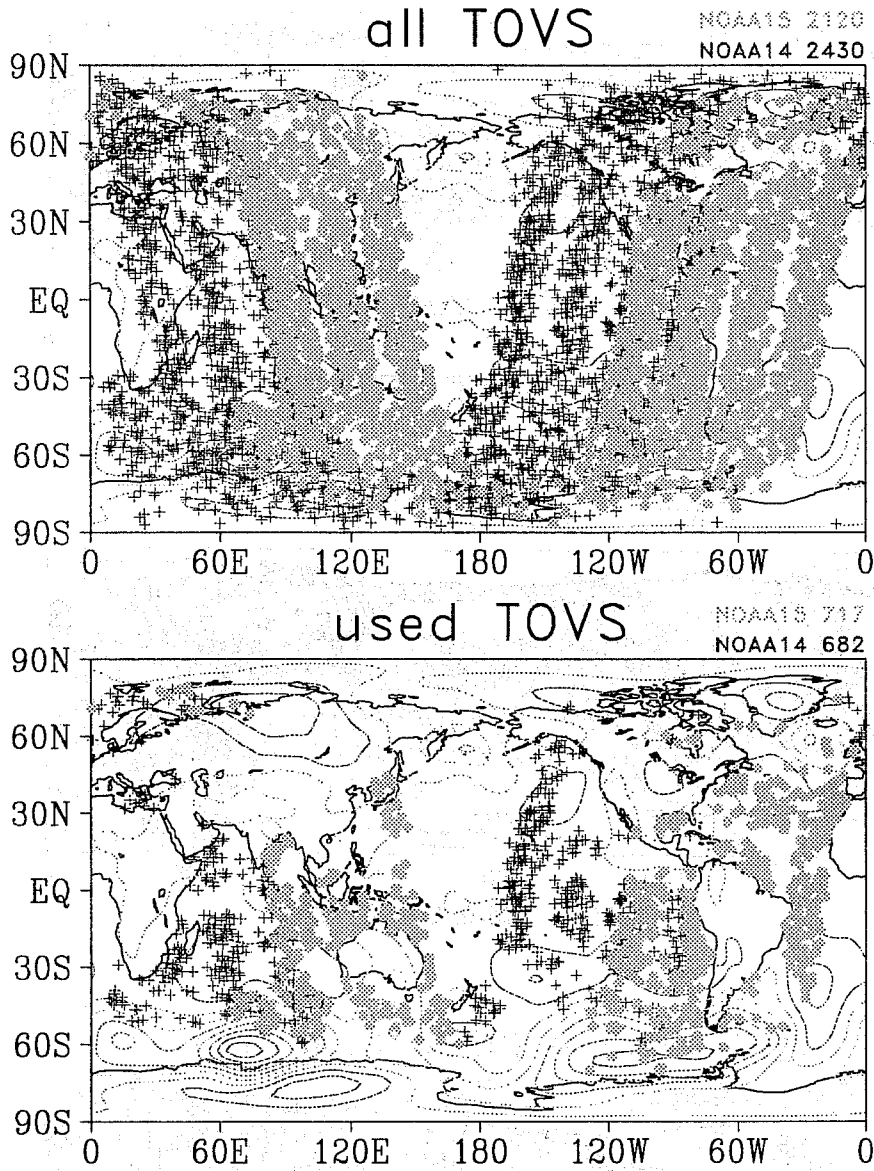 all TOVS
NOAA15 2120
NOAA14 2430
90N
60N
30N
EQ
30S
60S
90S
0 60E 120E 180 120W 60W 0
used TOVS
NOAA15 717
NOAA14 682
90N
60N
30N
EQ
30S
60S
90S
0 60E 120E 180 120W 60W 0